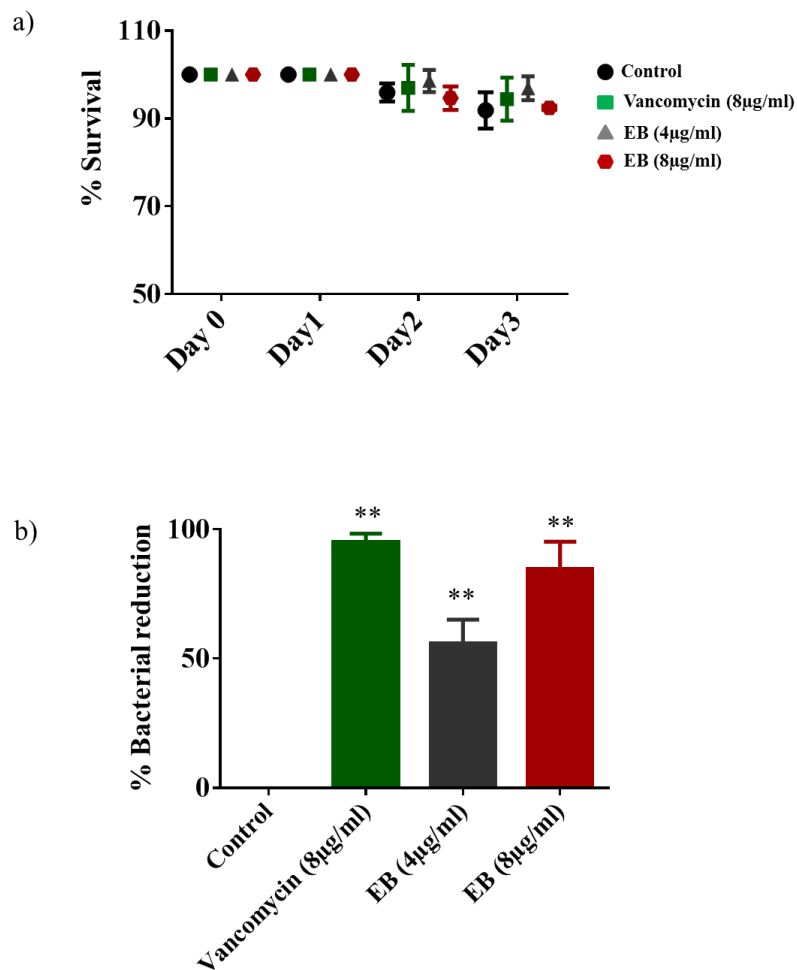 a)
% Survival
110
90
70
50
Day 0
Day1
Day2
Day3
Control
Vancomycin (8μg/ml)
EB (4μg/ml)
EB (8μg/ml)
b)
% Bacterial reduction
100
50
0
**
**
**
Control
Vancomycin (8μg/ml)
EB (4μg/ml)
EB (8μg/ml)